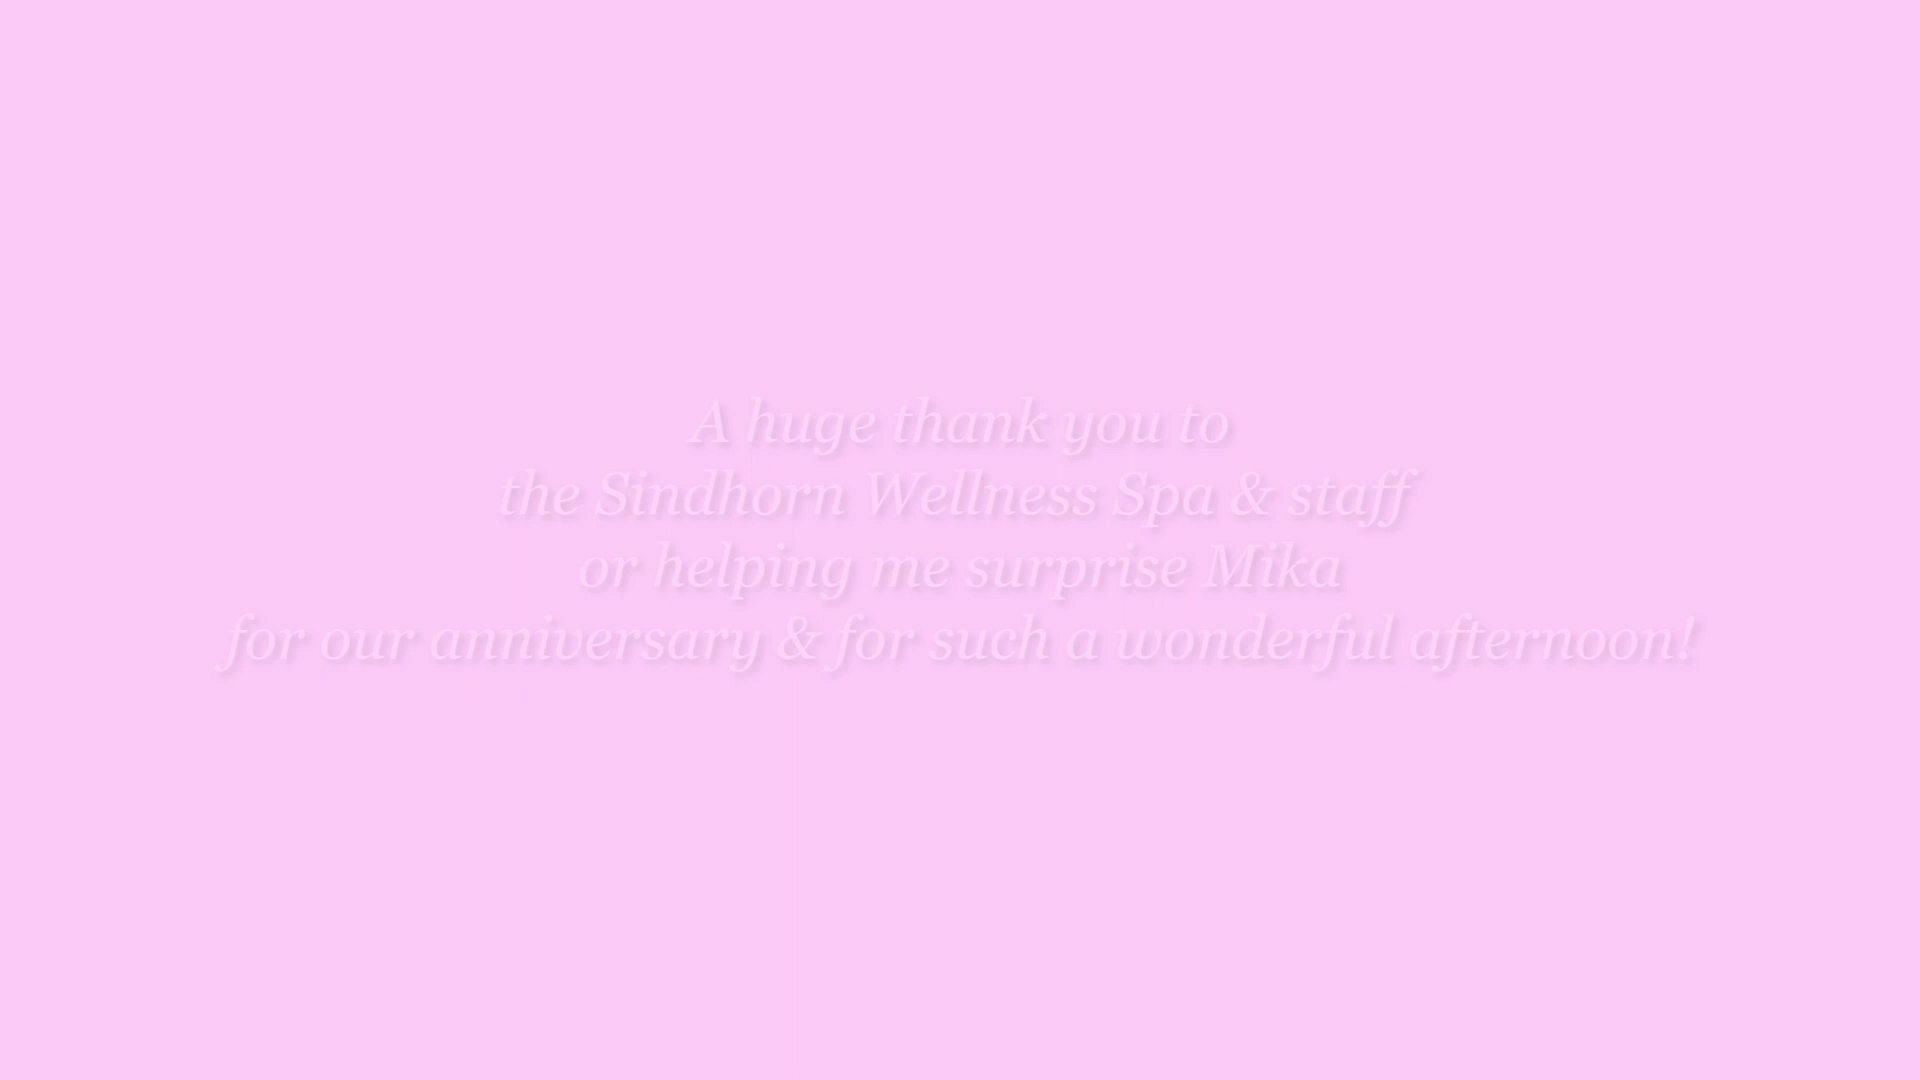 A huge thank you to
the Sindhorn Wellness Spa & staff
or helping me surprise Mika
for our anniversary & for such a wonderful afternoon!